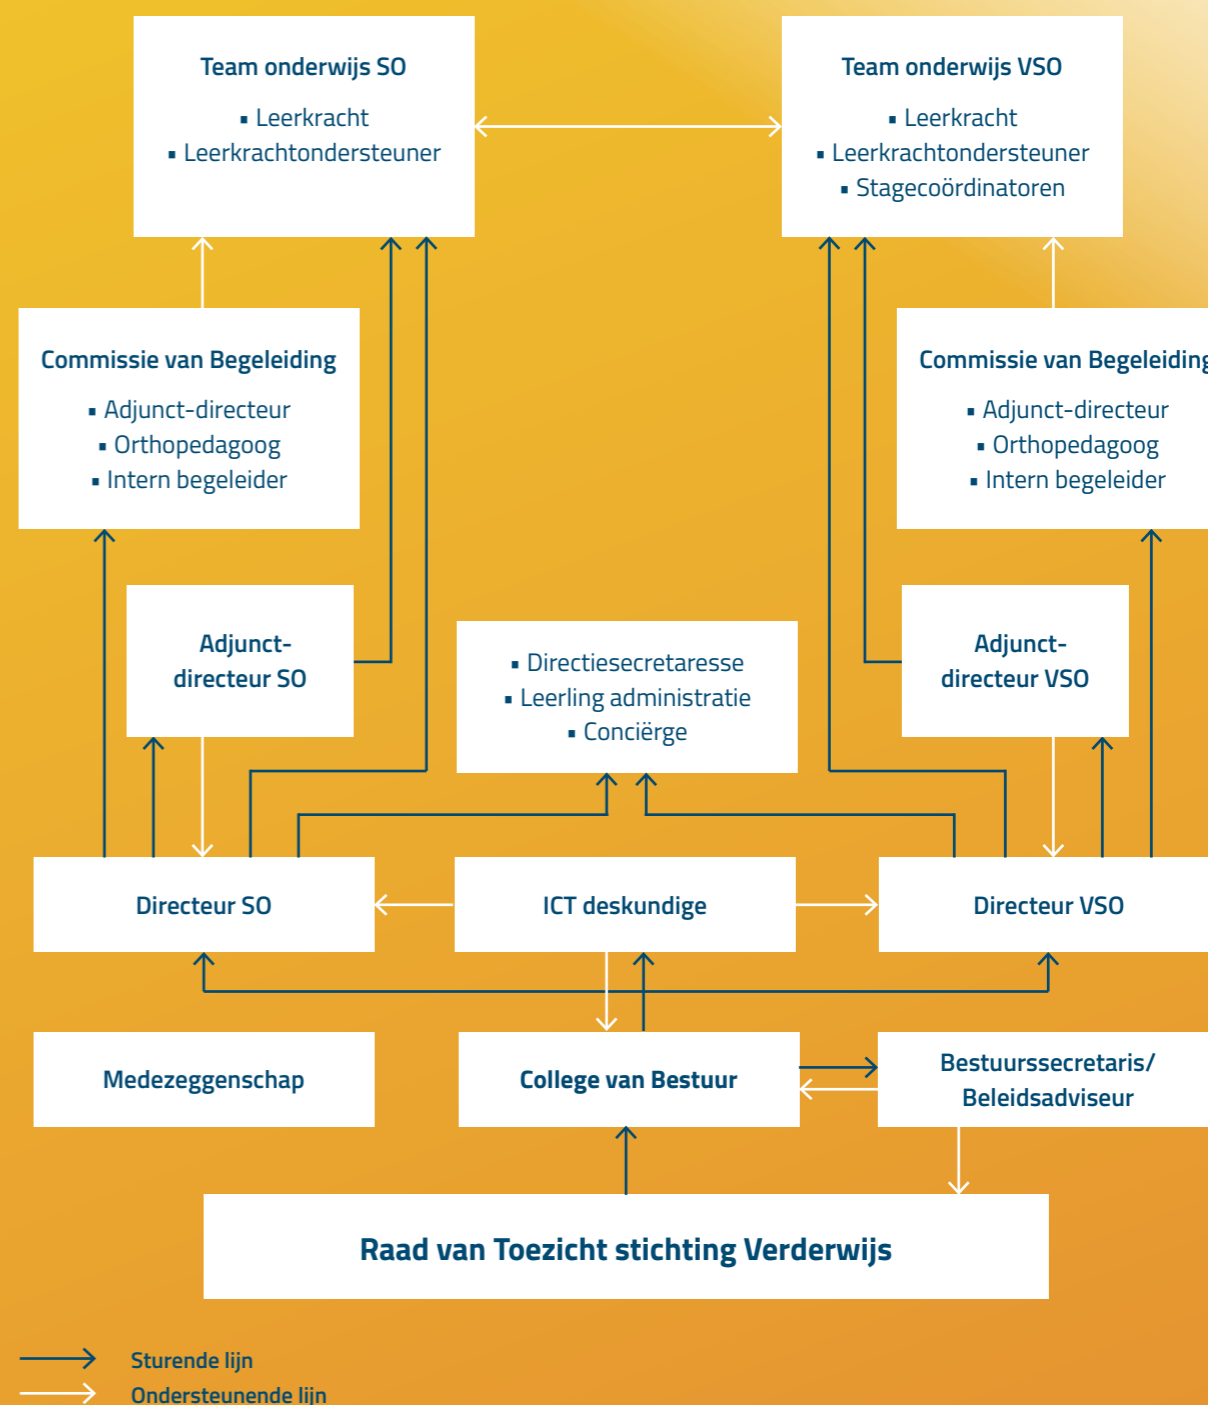 Team onderwijs SO
▪ Leerkracht
▪ Leerkrachtondersteuner
Team onderwijs VSO
▪ Leerkracht
▪ Leerkrachtondersteuner
▪ Stagecoördinatoren
Commissie van Begeleiding
▪ Adjunct-directeur
▪ Orthopedagoog
▪ Intern begeleider
Commissie van Begeleiding
▪ Adjunct-directeur
▪ Orthopedagoog
▪ Intern begeleider
Adjunct-
directeur SO
▪ Directiesecretaresse
▪ Leerling administratie
▪ Conciërge
Adjunct-
directeur VSO
Directeur SO
ICT deskundige
Directeur VSO
Medezeggenschap
College van Bestuur
Bestuurssecretaris/
Beleidsadviseur
Raad van Toezicht stichting Verderwijs
Sturende lijn
Ondersteunende lijn